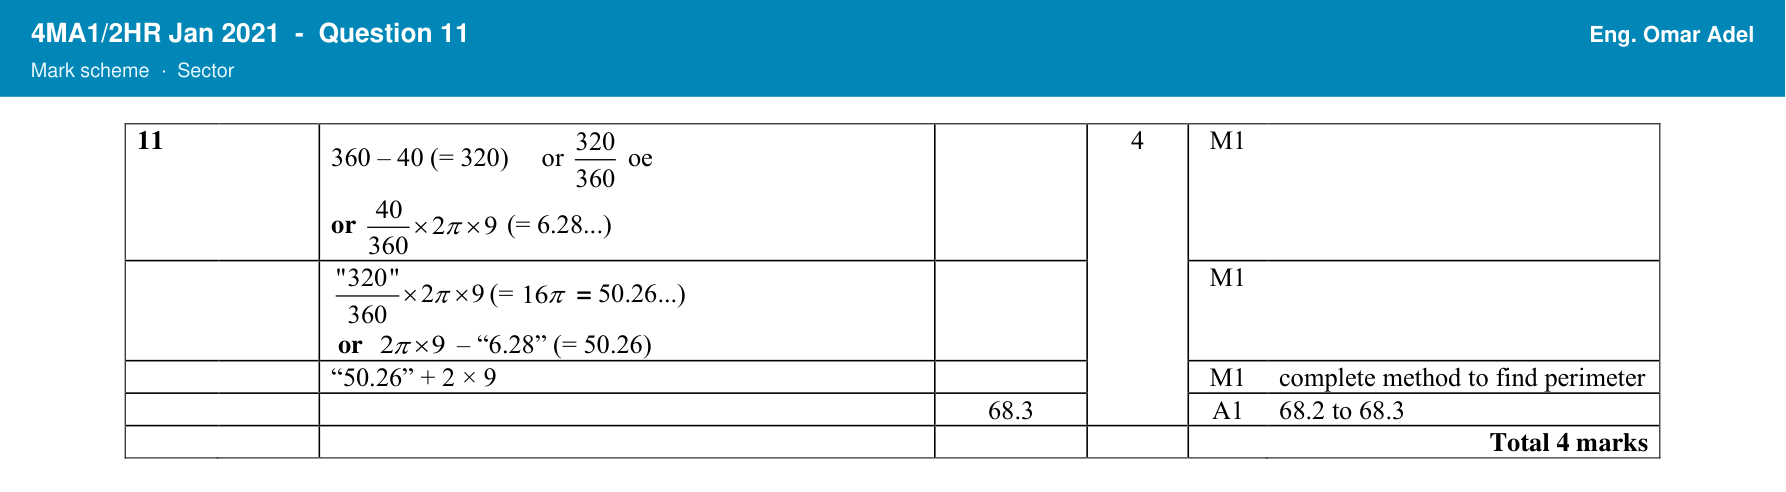 4MA1/2HR Jan 2021 - Question 11
Eng. Omar Adel
Mark scheme · Sector
11 360 – 40 (= 320) or 320/360 oe 4 M1
or 40/360 ×2π×9 (= 6.28...)
"320"/360 ×2π×9 (= 16π = 50.26...) M1
or 2π×9 – “6.28” (= 50.26)
“50.26” + 2 × 9 M1 complete method to find perimeter
68.3 A1 68.2 to 68.3
Total 4 marks